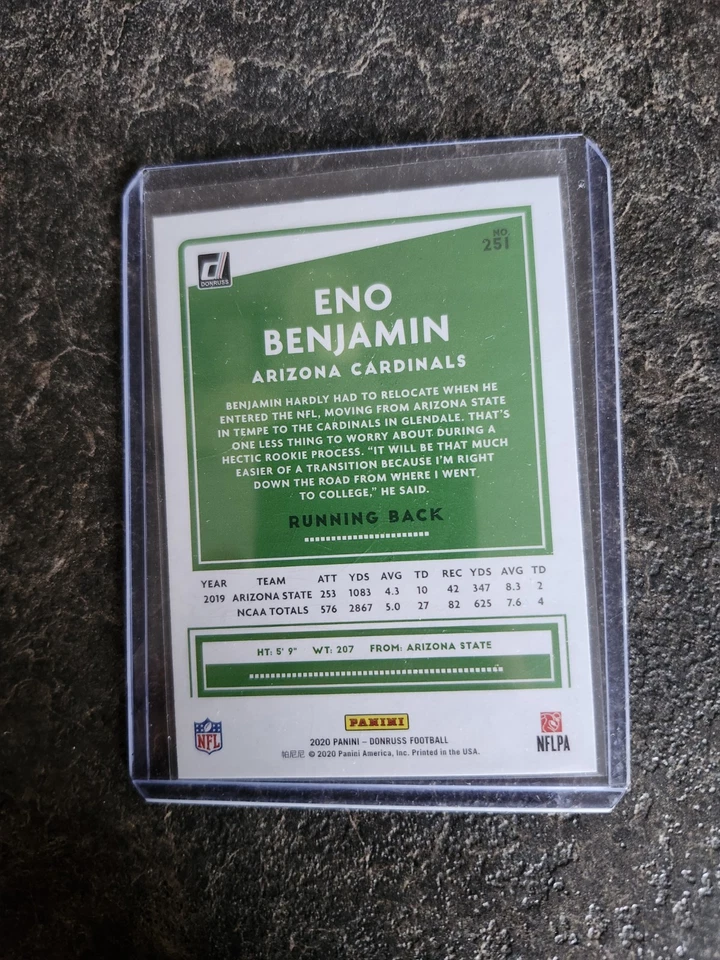 DONRUSS
NO.
251
ENO
BENJAMIN
ARIZONA CARDINALS
BENJAMIN HARDLY HAD TO RELOCATE WHEN HE
ENTERED THE NFL, MOVING FROM ARIZONA STATE
IN TEMPE TO THE CARDINALS IN GLENDALE. THAT'S
ONE LESS THING TO WORRY ABOUT DURING A
HECTIC ROOKIE PROCESS. "IT WILL BE THAT MUCH
EASIER OF A TRANSITION BECAUSE I'M RIGHT
DOWN THE ROAD FROM WHERE I WENT
TO COLLEGE," HE SAID.
RUNNING BACK
YEAR TEAM ATT YDS AVG TD REC YDS AVG TD
2019 ARIZONA STATE 253 1083 4.3 10 42 347 8.3 2
NCAA TOTALS 576 2867 5.0 27 82 625 7.6 4
HT: 5' 9" WT: 207 FROM: ARIZONA STATE
NFL
PANINI
NFLPA
2020 PANINI – DONRUSS FOOTBALL
帕尼尼 © 2020 Panini America, Inc. Printed in the USA.